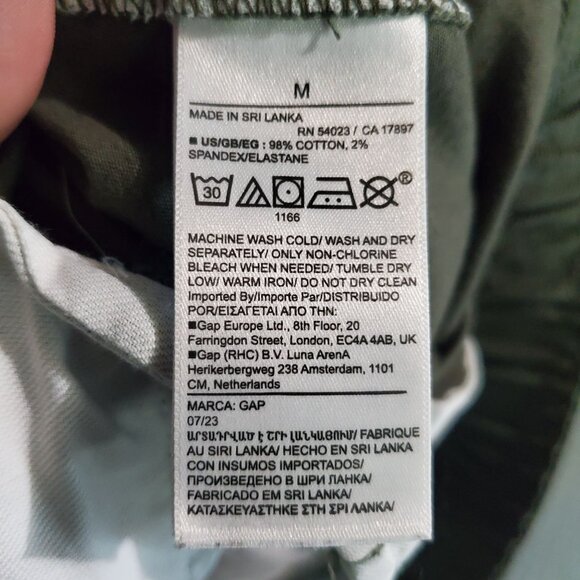 M
MADE IN SRI LANKA
RN 54023 / CA 17897
■ US/GB/EG : 98% COTTON, 2%
SPANDEX/ELASTANE
30
®
1166
MACHINE WASH COLD/ WASH AND DRY
SEPARATELY/ ONLY NON-CHLORINE
BLEACH WHEN NEEDED/ TUMBLE DRY
LOW/ WARM IRON/ DO NOT DRY CLEAN
Imported By/Importe Par/DISTRIBUIDO
POR/ΕΙΣΑΓΕΤΑΙ ΑΠΟ ΤΗΝ:
■Gap Europe Ltd., 8th Floor, 20
Farringdon Street, London, EC4A 4AB, UK
■Gap (RHC) B.V. Luna ArenA
Herikerbergweg 238 Amsterdam, 1101
CM, Netherlands
MARCA: GAP
07/23
ԱՐՏԱԴՐՎԱԾ Է ՇՐԻ ԼԱՆԿԱՅՈՒՄ/ FABRIQUE
AU SIRI LANKA/ HECHO EN SRI LANKA
CON INSUMOS IMPORTADOS/
ПРОИЗВЕДЕНО В ШРИ ЛАНКА/
FABRICADO EM SRI LANKA/
ΚΑΤΑΣΚΕΥΑΣΤΗΚΕ ΣΤΗ ΣΡΙ ΛΑΝΚΑ/